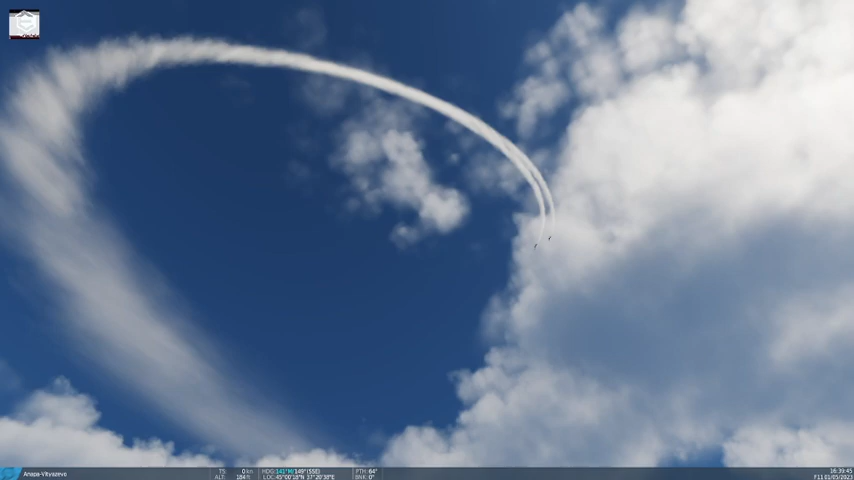 Anapa-Vityazevo
TS: 0 kn
ALT: 184 ft
HDG: 141°M/149° (SSE)
LOC: 45°00'18"N 37°20'38"E
PTH: 64°
BNK: 0°
16:39:45
F11 01/05/2023